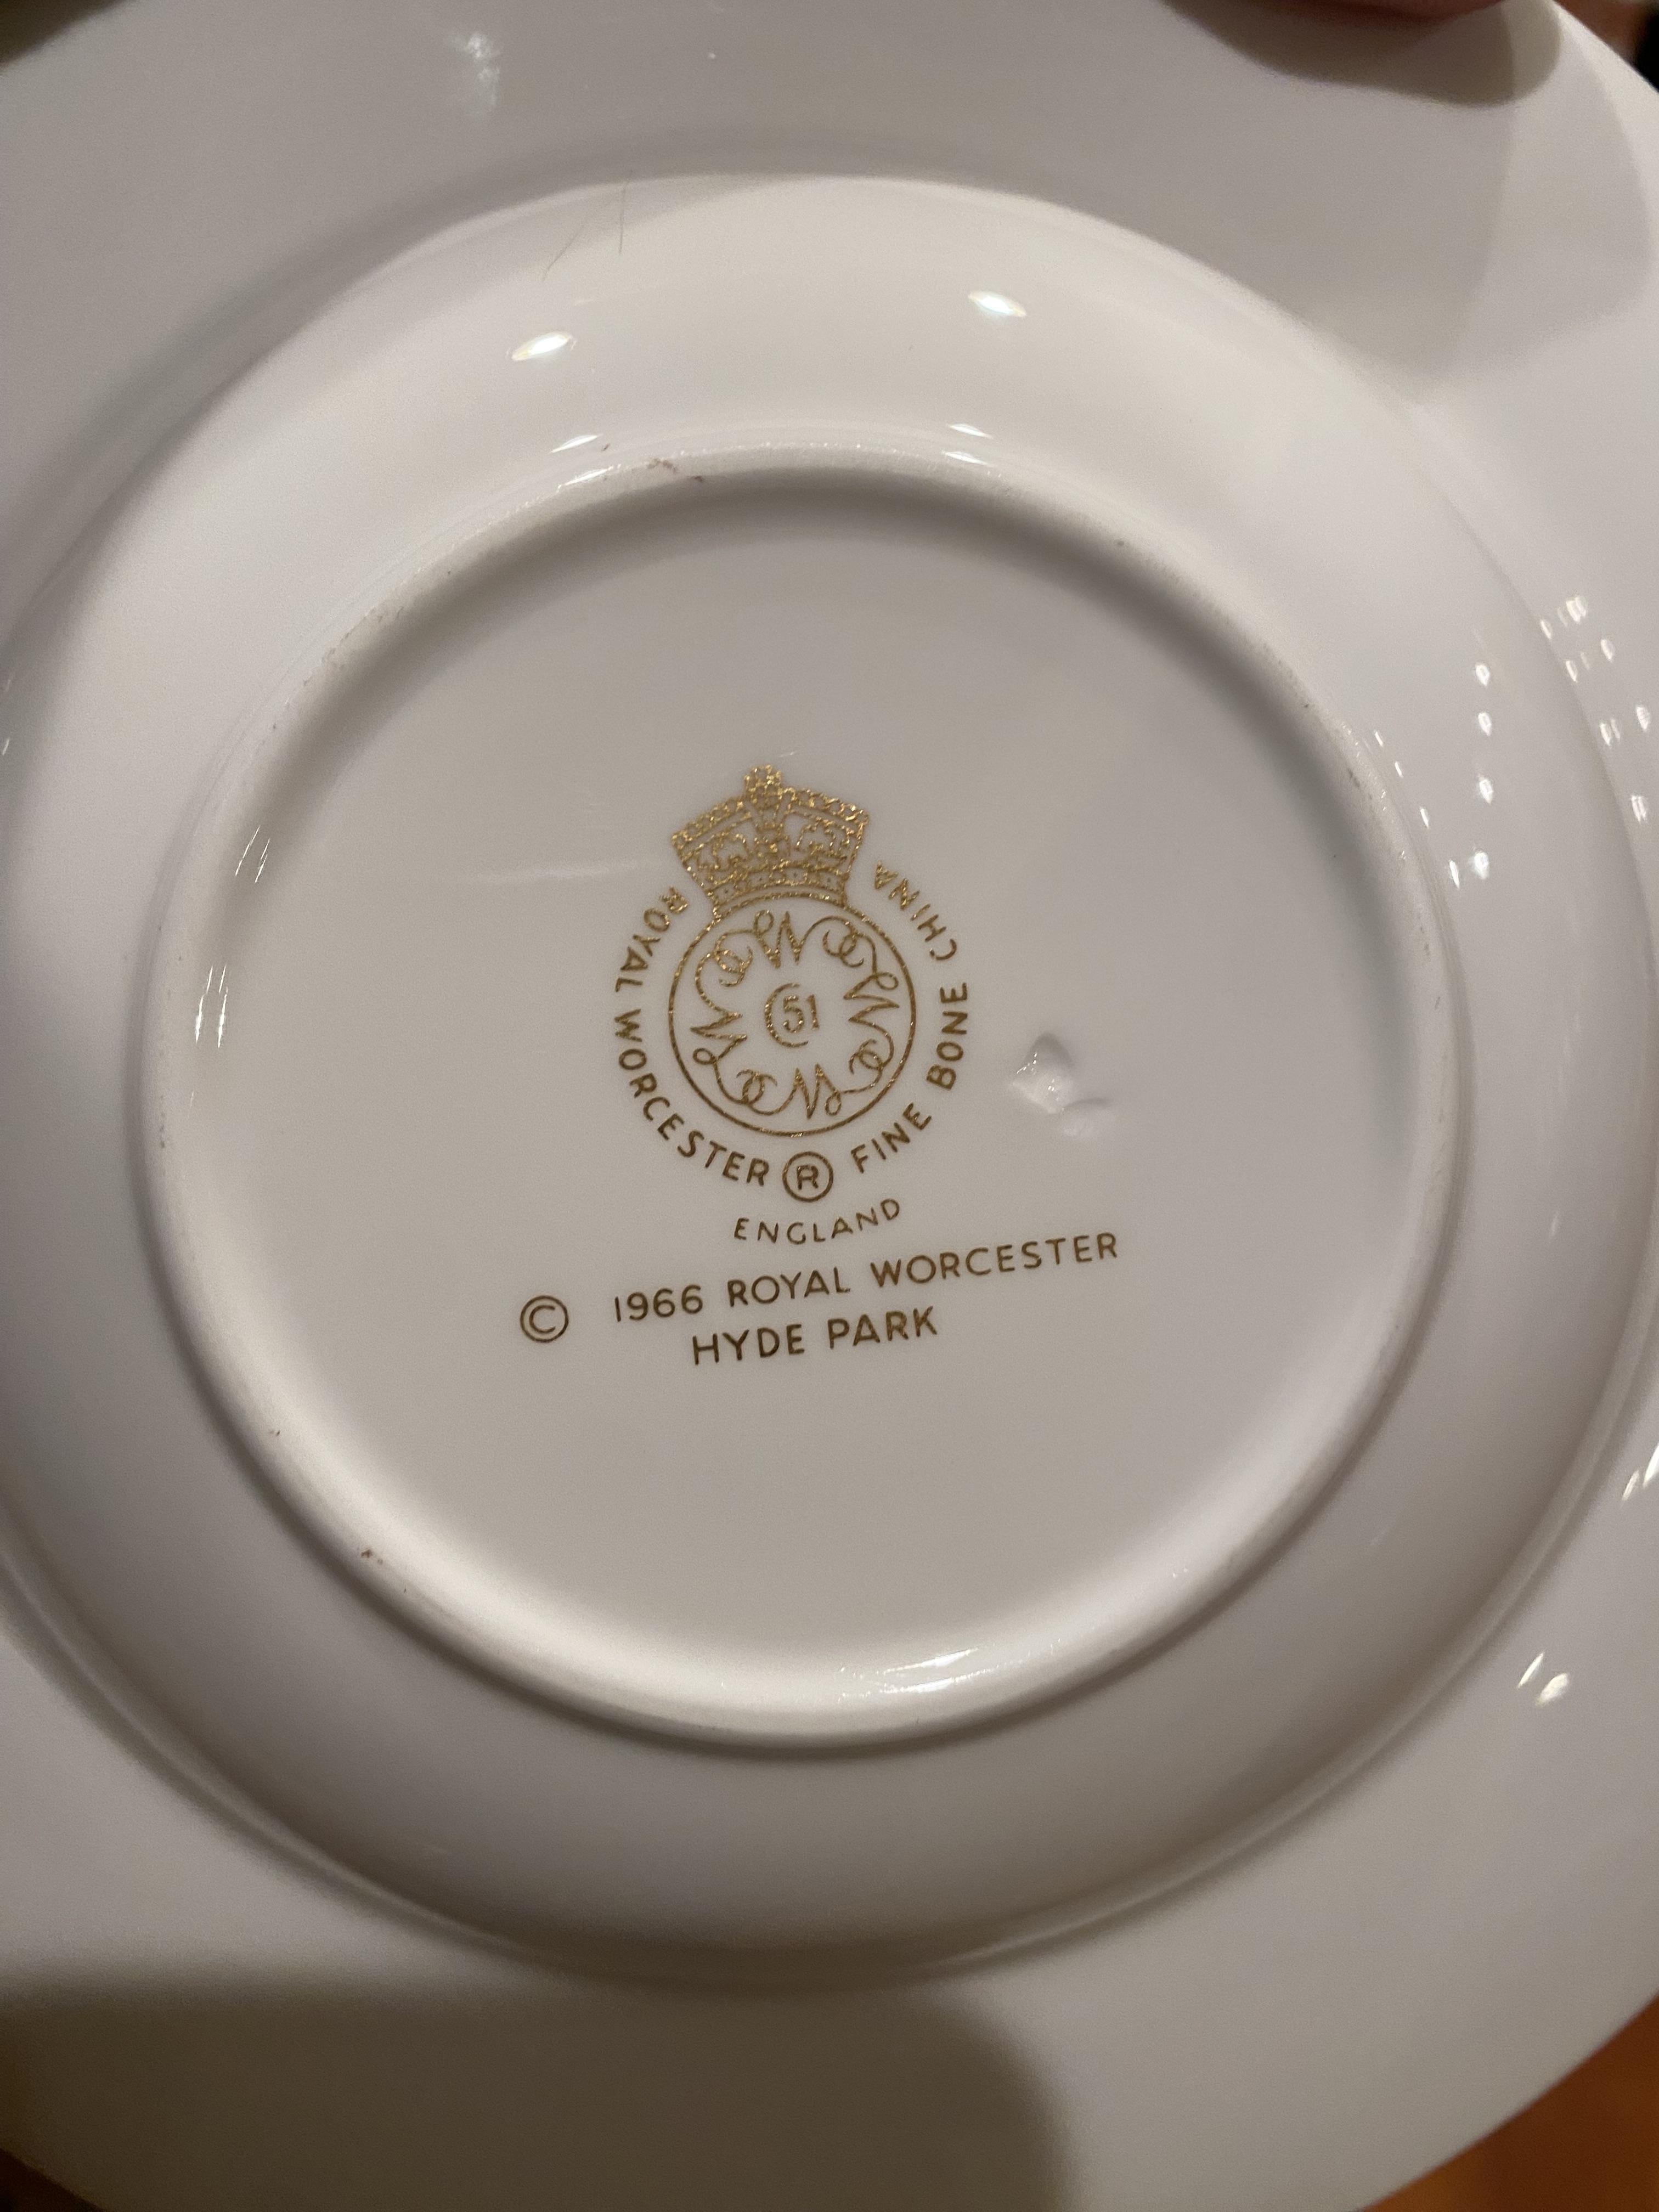 ROYAL WORCESTER ® FINE BONE CHINA
51
ENGLAND
© 1966 ROYAL WORCESTER
HYDE PARK